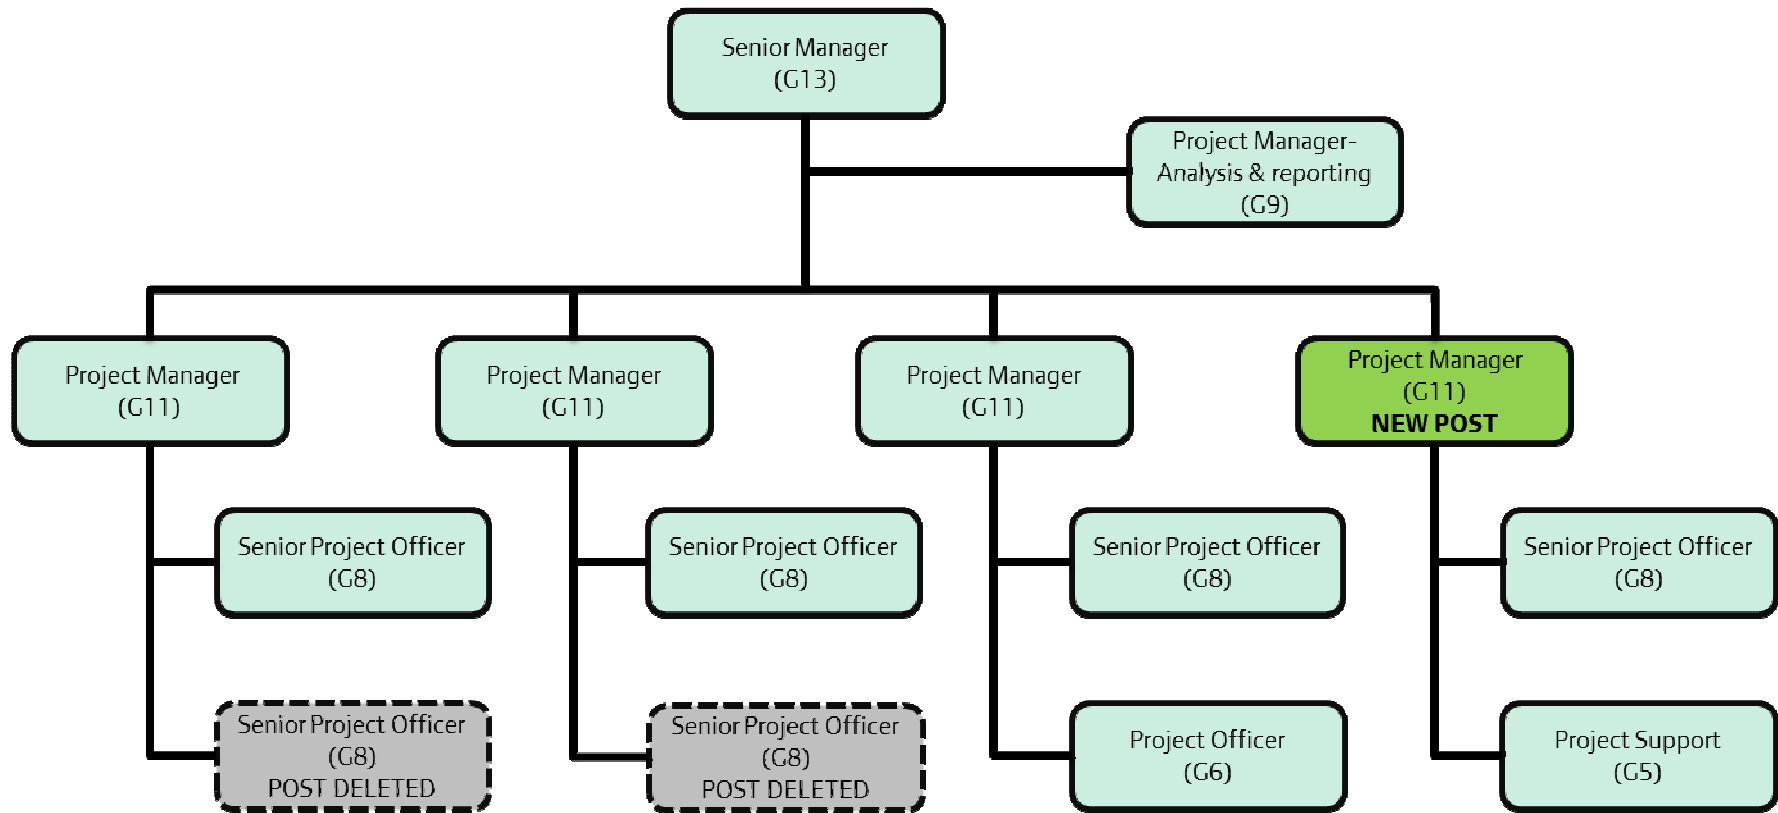 Senior Manager
(G13)
Project Manager-
Analysis & reporting
(G9)
Project Manager
(G11)
Project Manager
(G11)
Project Manager
(G11)
Project Manager
(G11)
NEW POST
Senior Project Officer
(G8)
Senior Project Officer
(G8)
Senior Project Officer
(G8)
Senior Project Officer
(G8)
Senior Project Officer
(G8)
POST DELETED
Senior Project Officer
(G8)
POST DELETED
Project Officer
(G6)
Project Support
(G5)